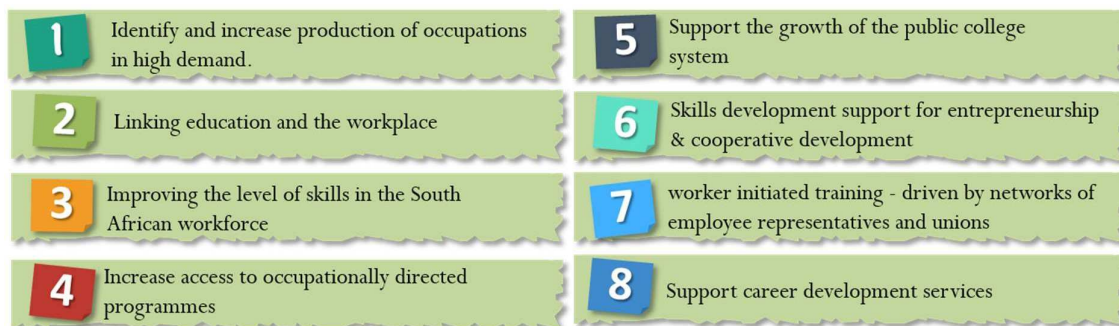 1
Identify and increase production of occupations
in high demand.
2
Linking education and the workplace
3
Improving the level of skills in the South
African workforce
4
Increase access to occupationally directed
programmes
5
Support the growth of the public college
system
6
Skills development support for entrepreneurship
& cooperative development
7
worker initiated training - driven by networks of
employee representatives and unions
8
Support career development services